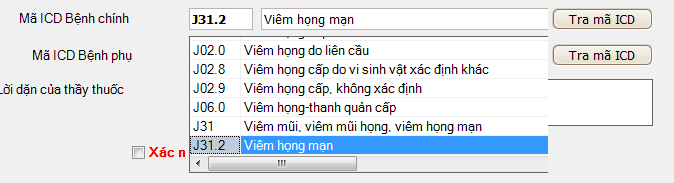 Mã ICD Bệnh chính J31.2 Viêm họng mạn Tra mã ICD
Mã ICD Bệnh phụ Tra mã ICD
J02.0 Viêm họng do liên cầu
J02.8 Viêm họng cấp do vi sinh vật xác định khác
Lời dặn của thầy thuốc
J02.9 Viêm họng cấp, không xác định
J06.0 Viêm họng-thanh quản cấp
J31 Viêm mũi, viêm mũi họng, viêm họng mạn
J31.2 Viêm họng mạn
Xác n